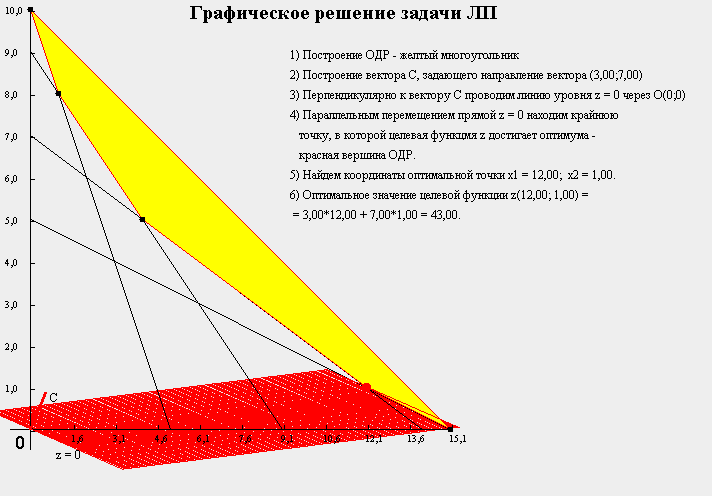 Графическое решение задачи ЛП
1) Построение ОДР - желтый многоугольник
2) Построение вектора С, задающего направление вектора (3,00;7,00)
3) Перпендикулярно к вектору С проводим линию уровня z = 0 через О(0;0)
4) Параллельным перемещением прямой z = 0 находим крайнюю
точку, в которой целевая функцмя z достигает оптимума -
красная вершина ОДР.
5) Найдем координаты оптимальной точки x1 = 12,00; x2 = 1,00.
6) Оптимальное значение целевой функции z(12,00; 1,00) =
= 3,00*12,00 + 7,00*1,00 = 43,00.
10,0
9,0
8,0
7,0
6,0
5,0
4,0
3,0
2,0
1,0
C
0
1,6
4,6
12,1
13,6
15,1
z = 0